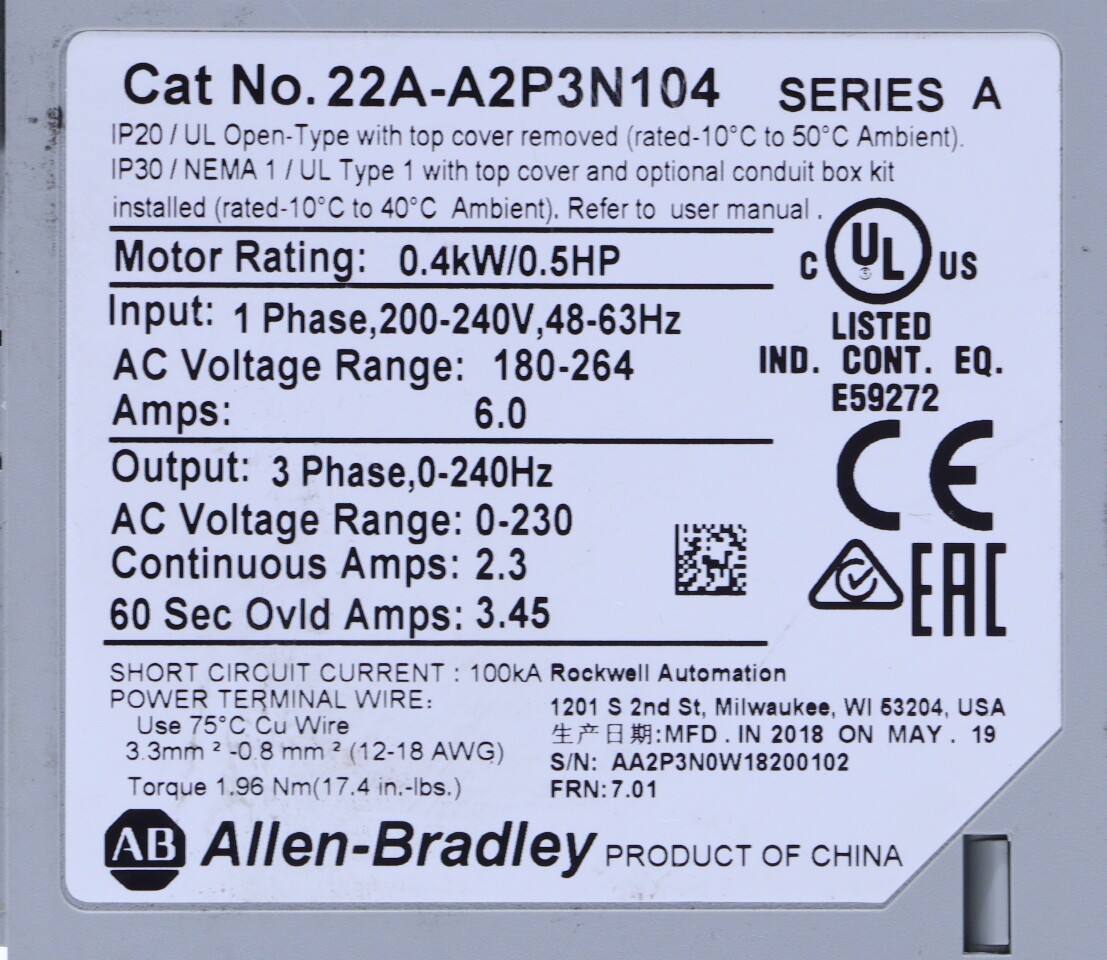 Cat No. 22A-A2P3N104 SERIES A
IP20 / UL Open-Type with top cover removed (rated-10°C to 50°C Ambient).
IP30 / NEMA 1 / UL Type 1 with top cover and optional conduit box kit
installed (rated-10°C to 40°C Ambient). Refer to user manual .
Motor Rating: 0.4kW/0.5HP
C UL US
LISTED
IND. CONT. EQ.
E59272
Input: 1 Phase,200-240V,48-63Hz
AC Voltage Range: 180-264
Amps: 6.0
Output: 3 Phase,0-240Hz
AC Voltage Range: 0-230
Continuous Amps: 2.3
60 Sec Ovld Amps: 3.45
CE
EAC
SHORT CIRCUIT CURRENT : 100kA
POWER TERMINAL WIRE:
Use 75°C Cu Wire
3.3mm ² -0.8 mm ² (12-18 AWG)
Torque 1.96 Nm(17.4 in.-lbs.)
Rockwell Automation
1201 S 2nd St, Milwaukee, WI 53204, USA
生产日期:MFD . IN 2018 ON MAY . 19
S/N: AA2P3N0W18200102
FRN:7.01
AB Allen-Bradley PRODUCT OF CHINA